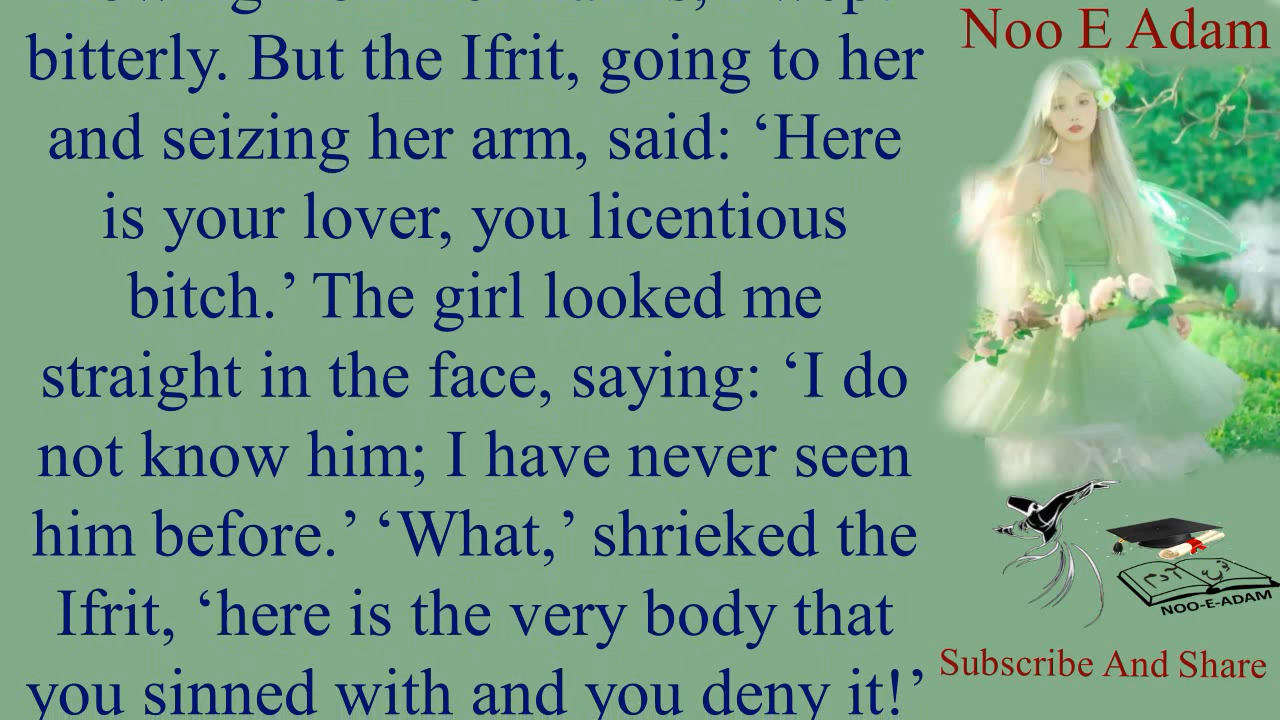 bitterly. But the Ifrit, going to her
and seizing her arm, said: ‘Here
is your lover, you licentious
bitch.’ The girl looked me
straight in the face, saying: ‘I do
not know him; I have never seen
him before.’ ‘What,’ shrieked the
Ifrit, ‘here is the very body that
you sinned with and you deny it!’
Noo E Adam
نوع آدم
NOO-E-ADAM
Subscribe And Share